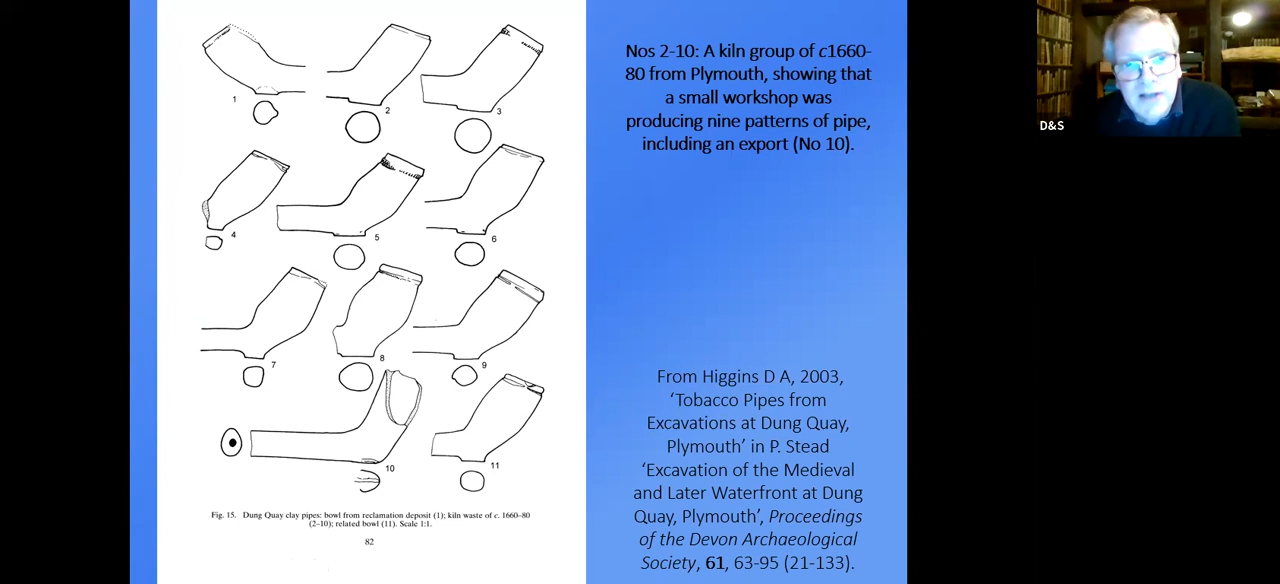 1
2
3
4
5
6
7
8
9
10
11
Fig. 15. Dung Quay clay pipes: bowl from reclamation deposit (1); kiln waste of c. 1660–80
(2–10); related bowl (11). Scale 1:1.
82
Nos 2-10: A kiln group of c1660-
80 from Plymouth, showing that
a small workshop was
producing nine patterns of pipe,
including an export (No 10).
From Higgins D A, 2003,
‘Tobacco Pipes from
Excavations at Dung Quay,
Plymouth’ in P. Stead
‘Excavation of the Medieval
and Later Waterfront at Dung
Quay, Plymouth’, Proceedings
of the Devon Archaeological
Society, 61, 63-95 (21-133).
D&S